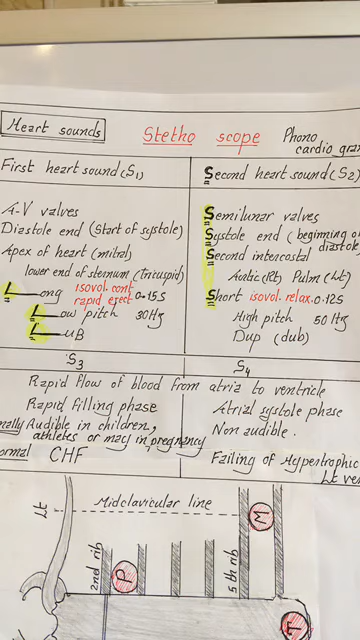 Heart sounds
Stetho scope
Phono
cardio gra
First heart sound (S1)
A.V valves
Diastole end (Start of systole)
Apex of heart (mitral)
lower end of sternum (Tricuspid)
Long isovol. cont
rapid eject. 0.15S
Low pitch 30Hz
LUB
Second heart sound (S2)
Semilunar valves
Systole end (beginning of
diastole
Second intercostal
Aortic (Rt) Pulm (Lt)
Short isovol. relax. 0.12S
High pitch 50Hz
Dup (dub)
S3
S4
Rapid flow of blood from atria to ventricle
Rapid filling phase
Atrial systole phase
nally Audible in children,
athletes or may in pregnancy
Non audible.
ormal CHF
Failing of Hypertrophic
Lt ve
Lt
Midclavicular line
M
2nd rib
P
5th rib
T